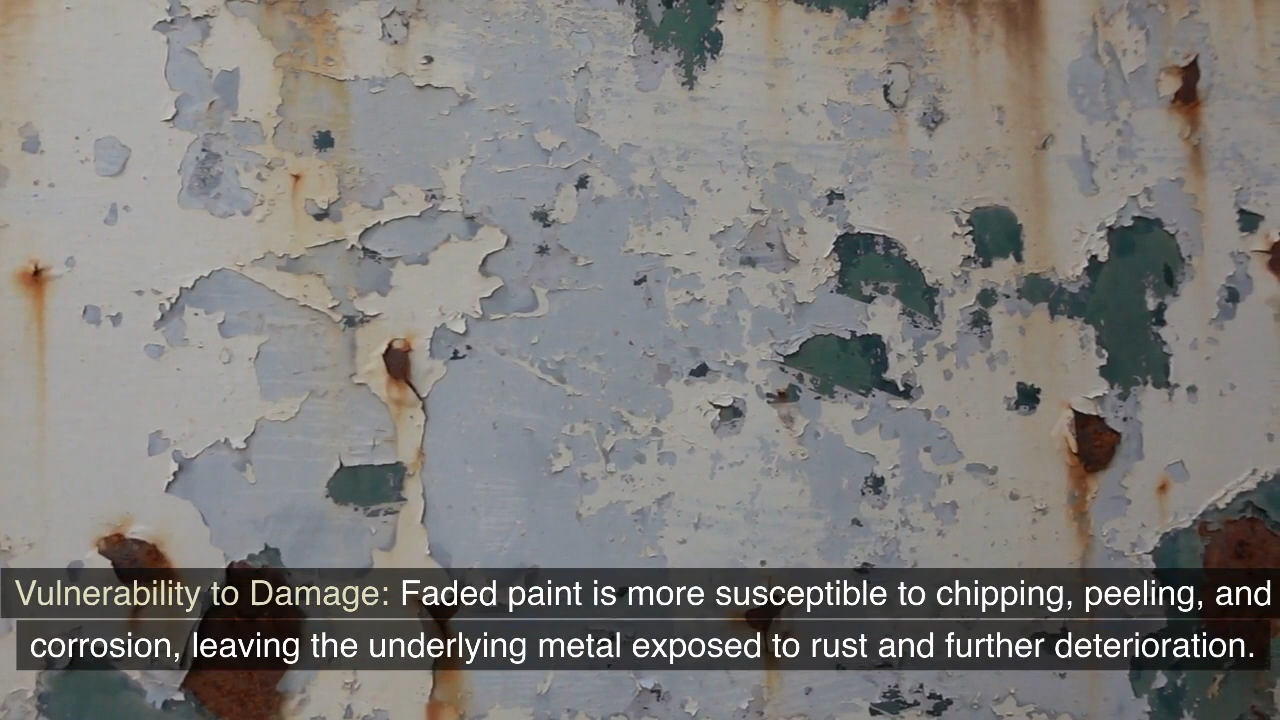 Vulnerability to Damage: Faded paint is more susceptible to chipping, peeling, and
corrosion, leaving the underlying metal exposed to rust and further deterioration.